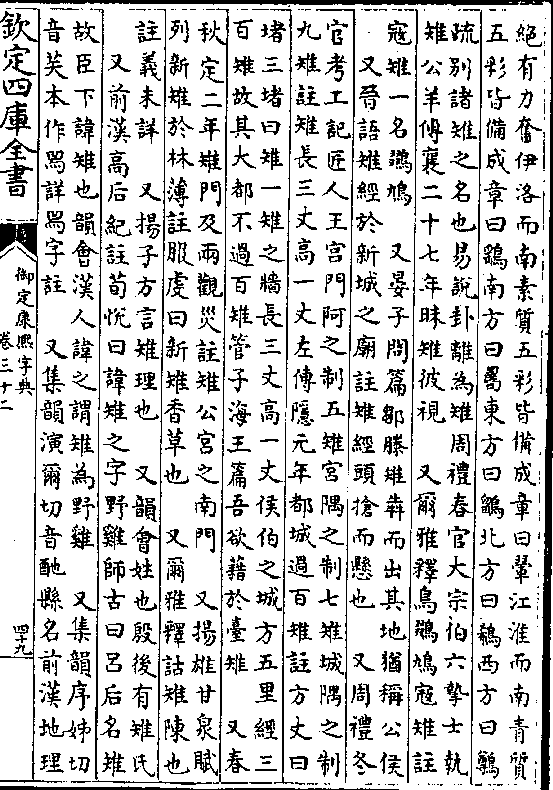 絕有力奮伊洛而南素質五彩皆備成章曰翬江淮而南青質
五彩皆備成章曰鷂南方曰𢏚東方曰鶅北方曰鵗西方曰鷷
疏別諸雉之名也易說卦離為雉周禮春官大宗伯六摯士執
雉公羊傳襄二十七年昧雉彼視　又爾雅釋鳥鶨鳩寇雉註
寇雉一名鶨鳩　又晏子問篇鄒滕雉奔而出其地猶稱公侯
又晉語雉經於新城之廟註雉經頭搶而懸也　又周禮冬
官考工記匠人王宮門阿之制五雉宮隅之制七雉城隅之制
九雉註雉長三丈高一丈左傳隱元年都城過百雉註方丈曰
堵三堵曰雉一雉之牆長三丈高一丈侯伯之城方五里經三
百雉故其大都不過百雉管子海王篇吾欲藉於臺雉　又春
秋定二年雉門及兩觀災註雉公宮之南門　又揚雄甘泉賦
列新雉於林薄註服虔曰新雉香草也　又爾雅釋詁雉陳也
註義未詳　又揚子方言雉理也　又韻會姓也殷後有雉氏
又前漢高后紀註荀悅曰諱雉之字野雞師古曰呂后名雉
故臣下諱雉也韻會漢人諱之謂雉為野雞　又集韻序姊切
音英本作𦊧詳𦊧字註　又集韻演爾切音酏縣名前漢地理
欽定四庫全書
御定康熙字典
卷三十二
四十九